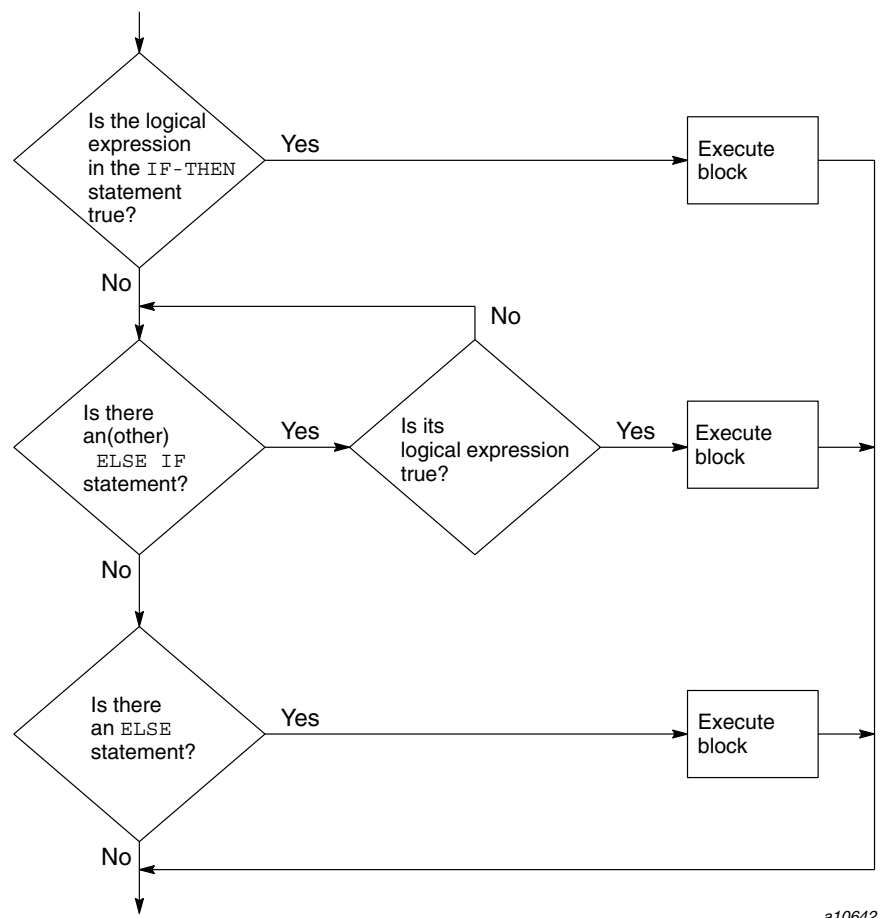 Is the logical
expression
in the IF-THEN
statement
true?
Yes
Execute
block
No
No
Is there
an(other)
ELSE IF
statement?
Yes
Is its
logical expression
true?
Yes
Execute
block
No
Is there
an ELSE
statement?
Yes
Execute
block
No
a10642